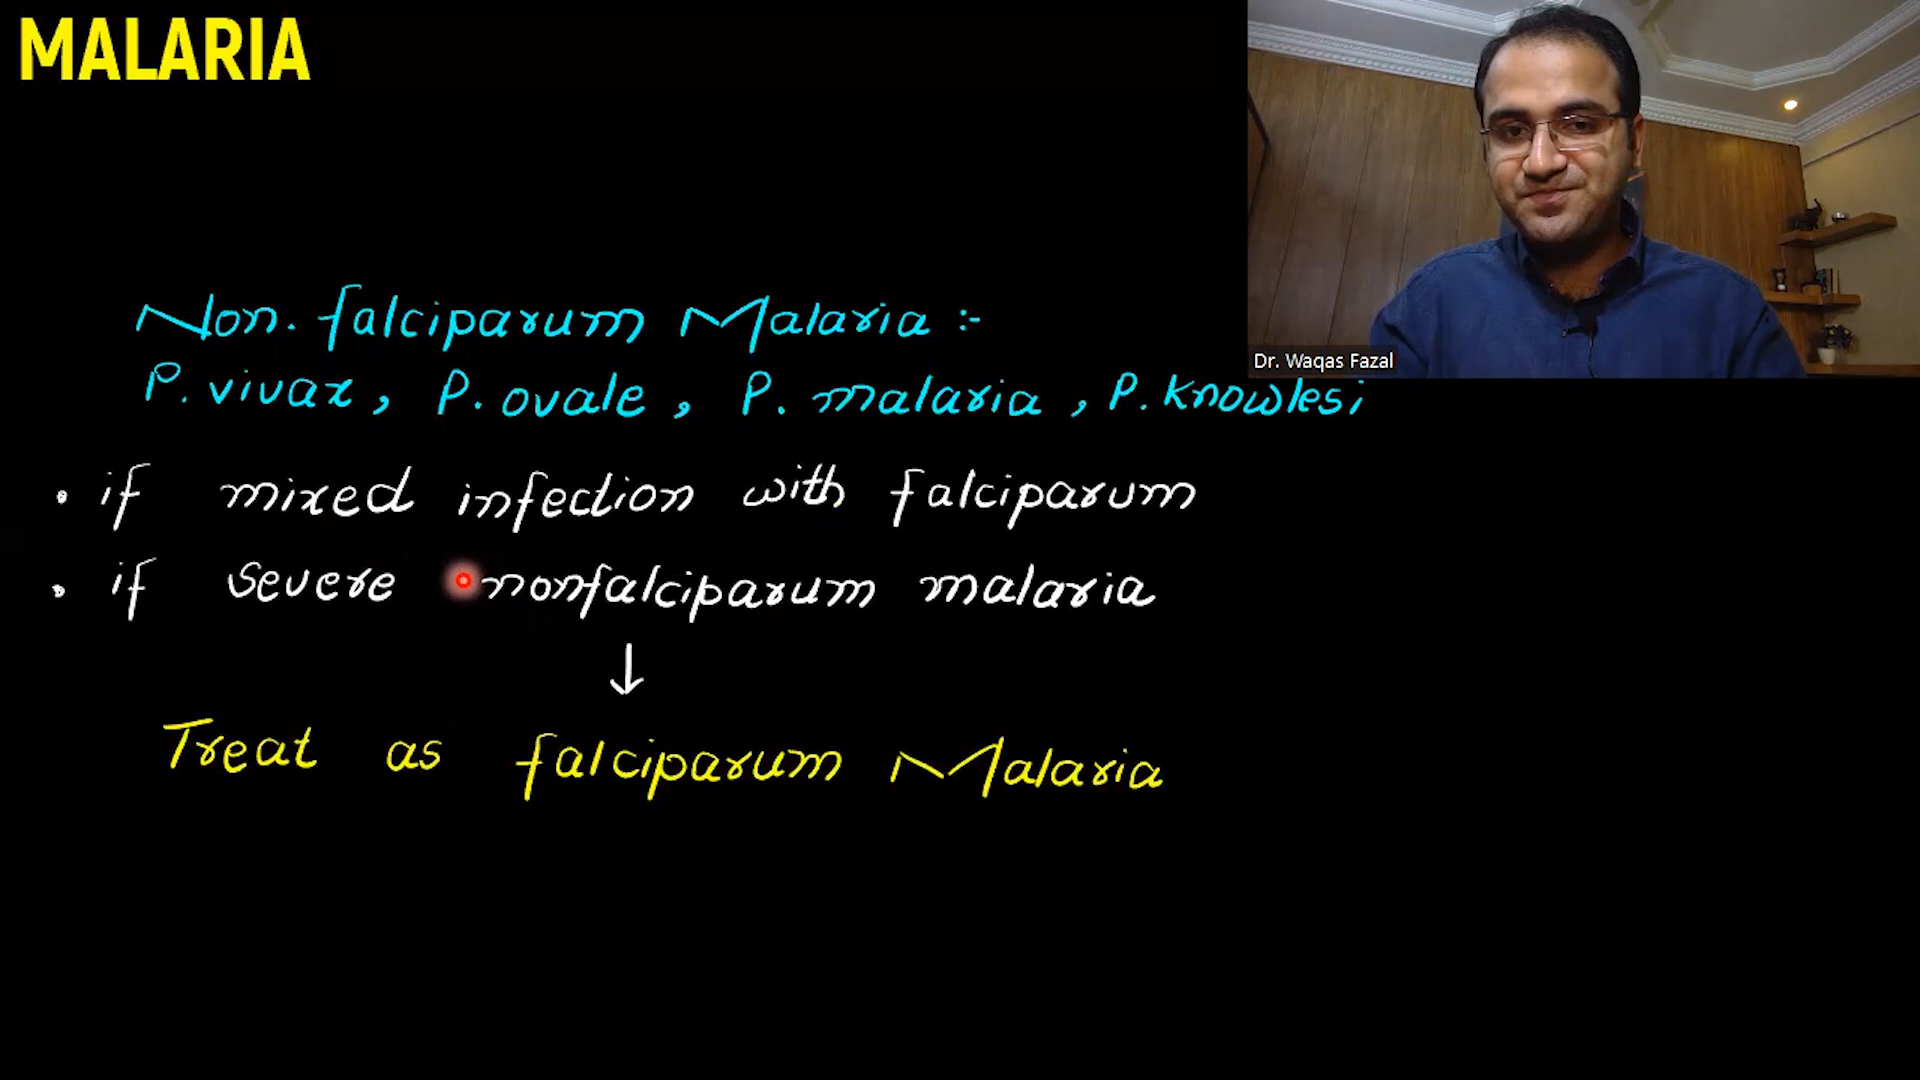 MALARIA
Non. falciparum Malaria :-
Dr. Waqas Fazal
P. vivax, P. ovale, P. malaria, P. knowlesi
• if mixed infection with falciparum
• if severe nonfalciparum malaria
↓
Treat as falciparum Malaria